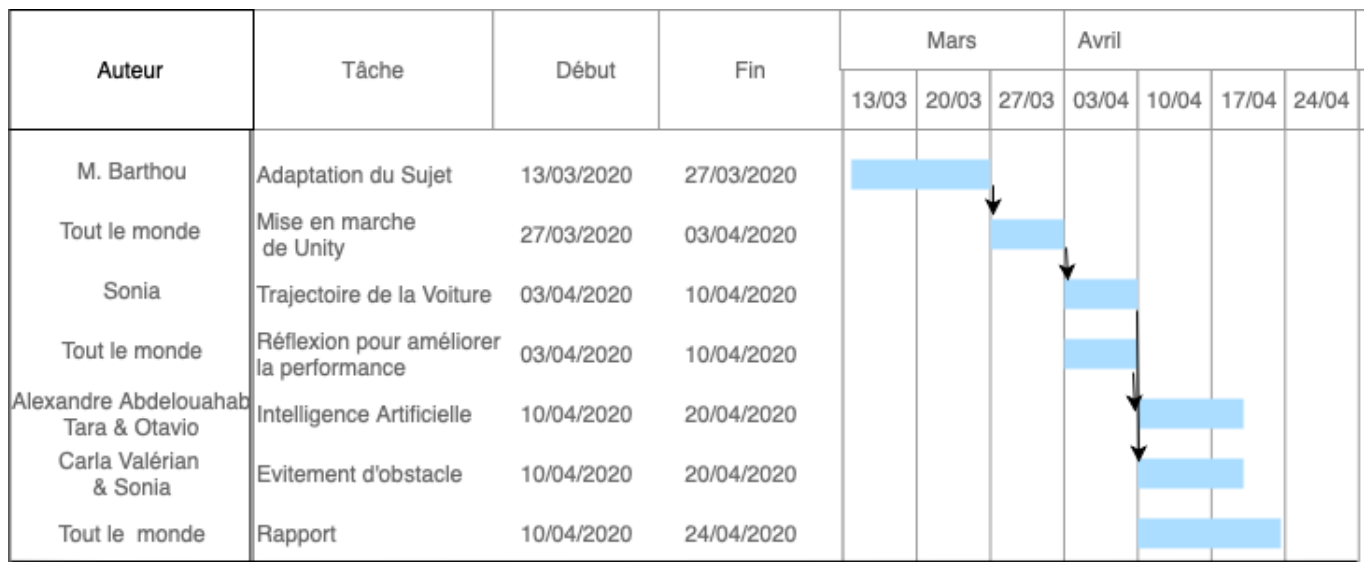 Auteur Tâche Début Fin Mars Avril
13/03 20/03 27/03 03/04 10/04 17/04 24/04
M. Barthou Adaptation du Sujet 13/03/2020 27/03/2020
Tout le monde Mise en marche
de Unity 27/03/2020 03/04/2020
Sonia Trajectoire de la Voiture 03/04/2020 10/04/2020
Tout le monde Réflexion pour améliorer
la performance 03/04/2020 10/04/2020
Alexandre Abdelouahab
Tara & Otavio Intelligence Artificielle 10/04/2020 20/04/2020
Carla Valérian
& Sonia Evitement d'obstacle 10/04/2020 20/04/2020
Tout le monde Rapport 10/04/2020 24/04/2020